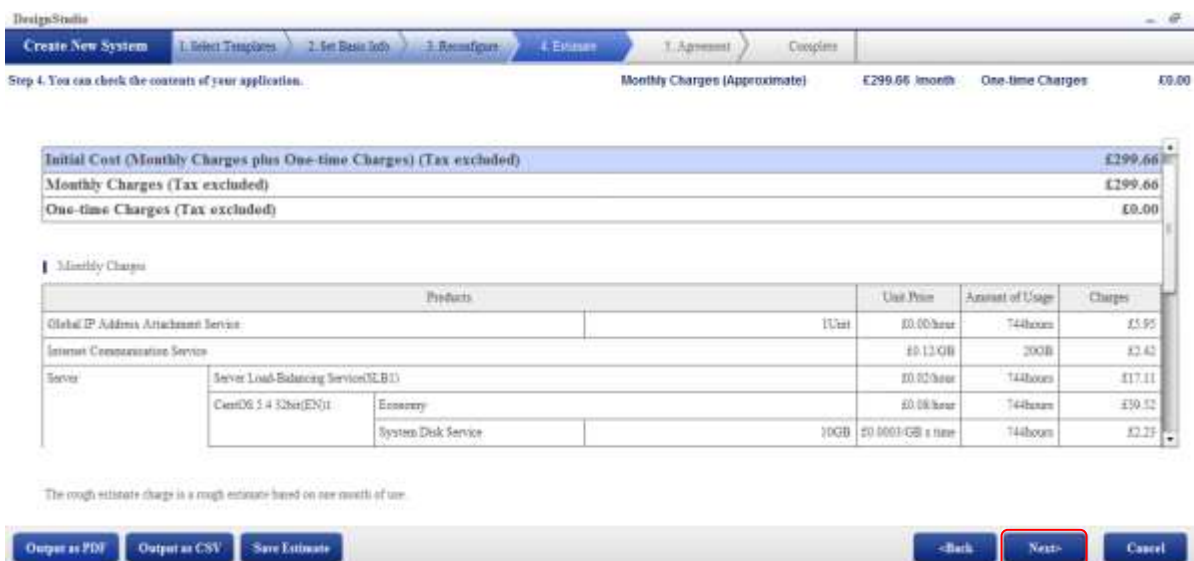 DesignStudio
Create New System 1. Select Templates 2. Set Basic Info 3. Reconfigure 4. Estimate 5. Agreement Complete
Step 4. You can check the contents of your application. Monthly Charges (Approximate) £299.66 /month One-time Charges £0.00
Initial Cost (Monthly Charges plus One-time Charges) (Tax excluded) £299.66
Monthly Charges (Tax excluded) £299.66
One-time Charges (Tax excluded) £0.00
Monthly Charges
Products Unit Price Amount of Usage Charges
Global IP Address Attachment Service 1Unit £0.00/hour 744hours £5.95
Internet Communication Service £0.12/GB 20GB £2.42
Server Server Load-Balancing Service(SLB1) £0.02/hour 744hours £17.11
CentOS 5.4 32bit(EN)1 Economy £0.08/hour 744hours
System Disk Service 10GB £0.0003/GB x time 744hours £2.23
The rough estimate charge is a rough estimate based on one month of use.
Output as PDF Output as CSV Save Estimate <Back Next> Cancel